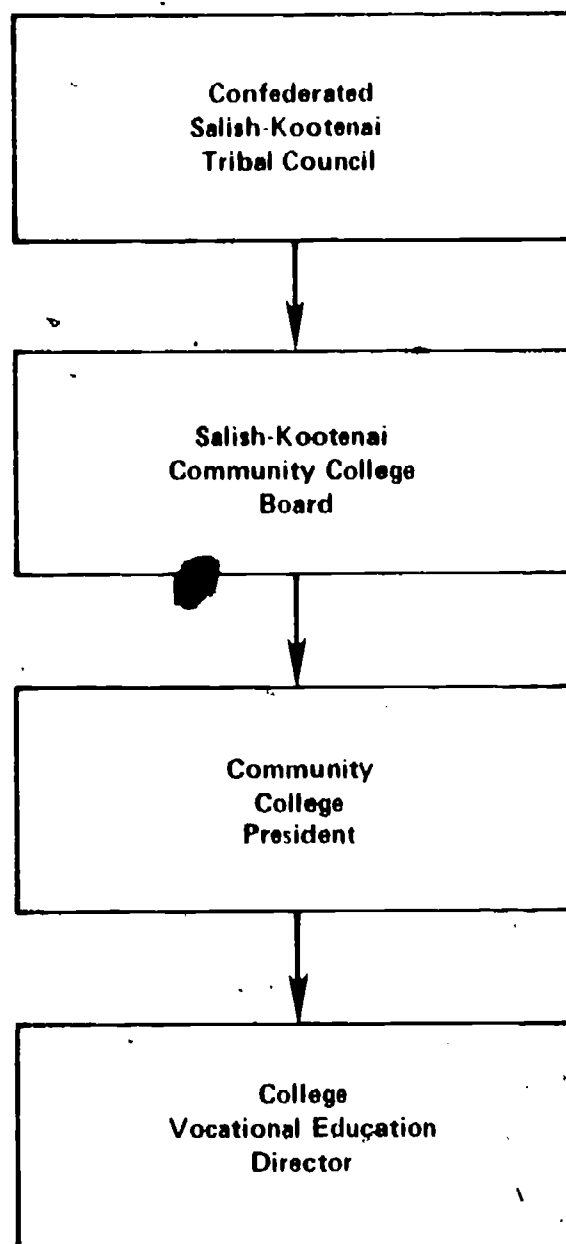 Confederated
Salish-Kootenai
Tribal Council
Salish-Kootenai
Community College
Board
Community
College
President
College
Vocational Education
Director